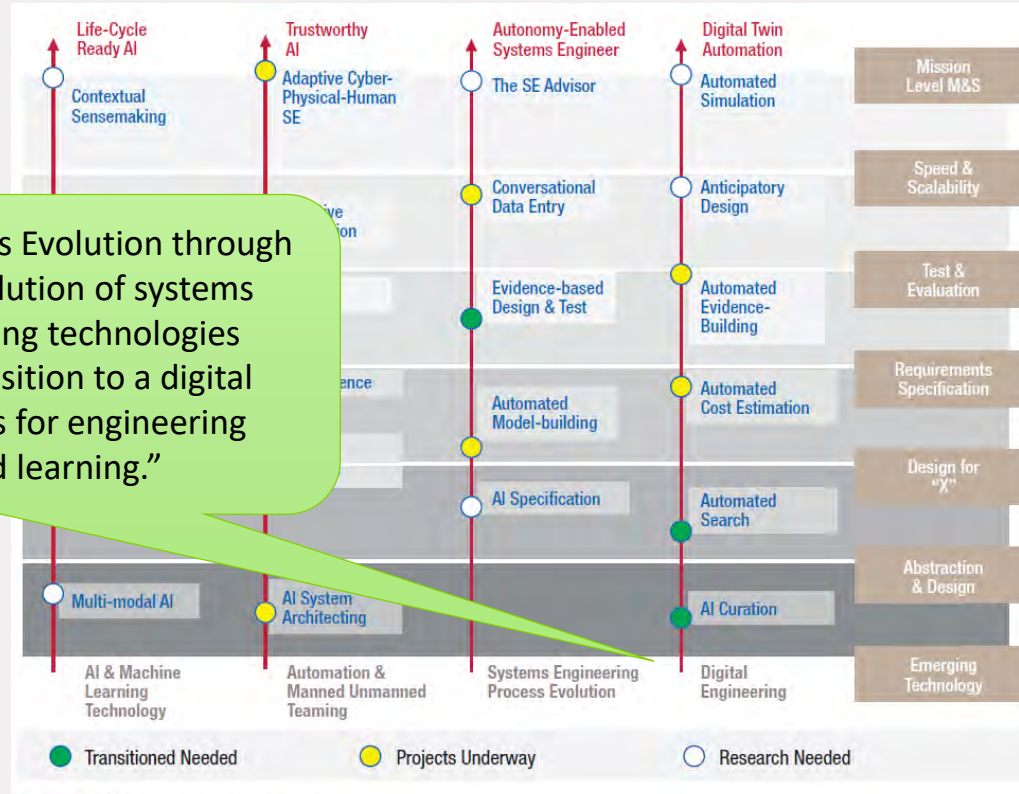 Life-Cycle
Ready AI
Trustworthy
AI
Autonomy-Enabled
Systems Engineer
Digital Twin
Automation
Contextual
Sensemaking
Adaptive Cyber-
Physical-Human
SE
The SE Advisor
Automated
Simulation
Mission
Level M&S
Conversational
Data Entry
Anticipatory
Design
Speed &
Scalability
Evolution through
of systems
technologies
to a digital
for engineering
learning.”
Evidence-based
Design & Test
Automated
Evidence-
Building
Test &
Evaluation
Automated
Model-building
Automated
Cost Estimation
Requirements
Specification
AI Specification
Automated
Search
Design for
“X”
Multi-modal AI
AI System
Architecting
AI Curation
Abstraction
& Design
AI & Machine
Learning
Technology
Automation &
Manned Unmanned
Teaming
Systems Engineering
Process Evolution
Digital
Engineering
Emerging
Technology
Transitioned Needed
Projects Underway
Research Needed